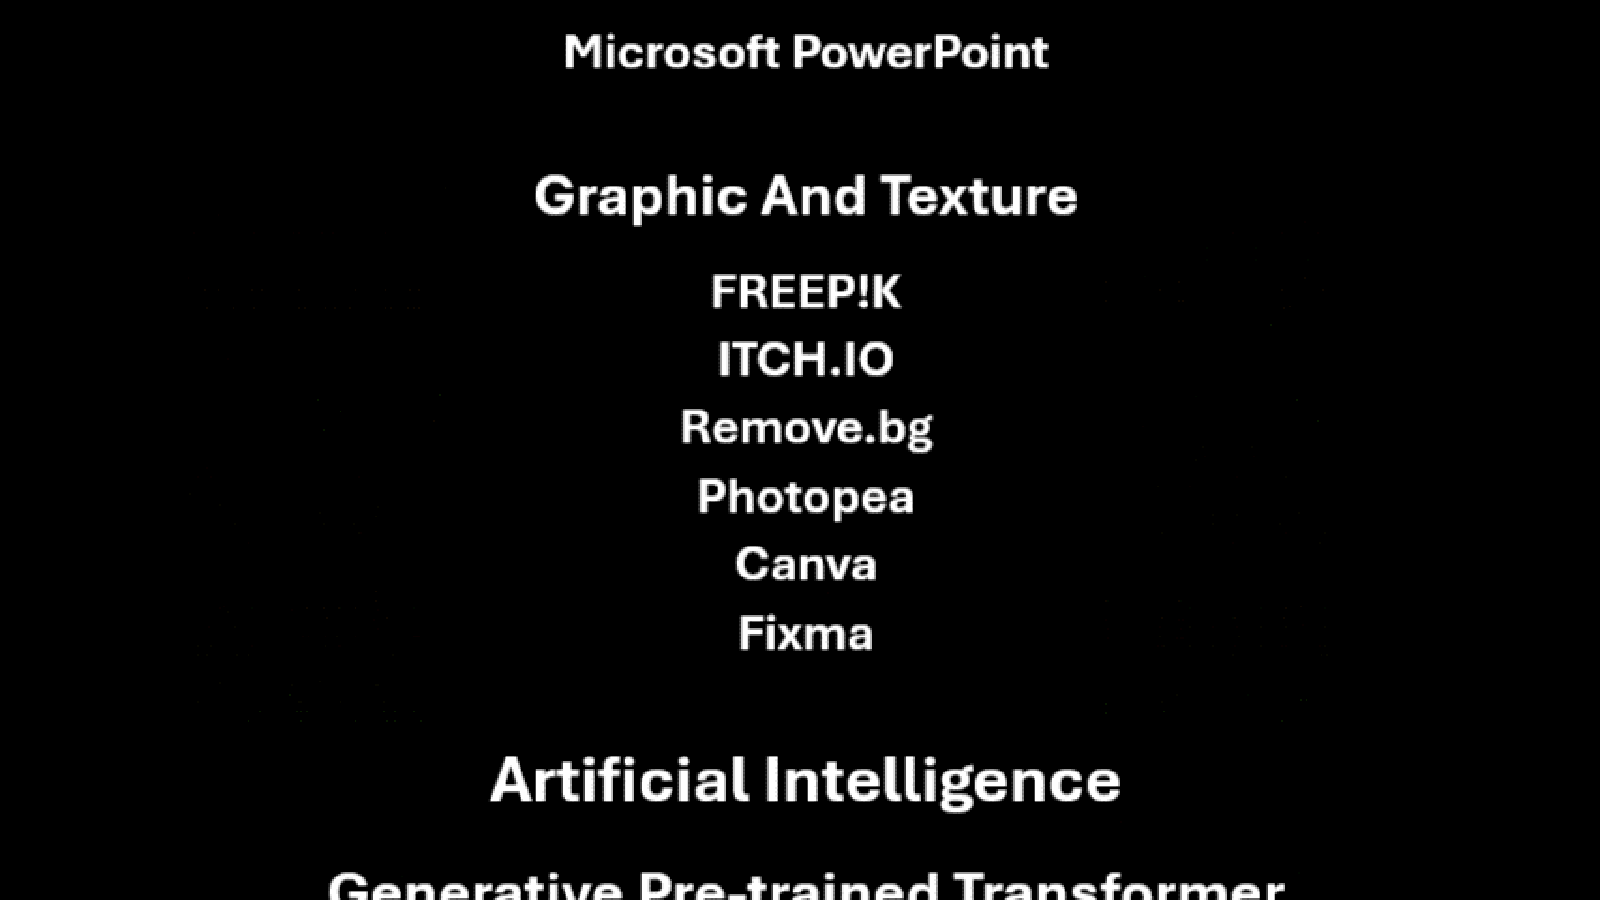 Microsoft PowerPoint
Graphic And Texture
FREEP!K
ITCH.IO
Remove.bg
Photopea
Canva
Fixma
Artificial Intelligence
Generative Pre-trained Transformer